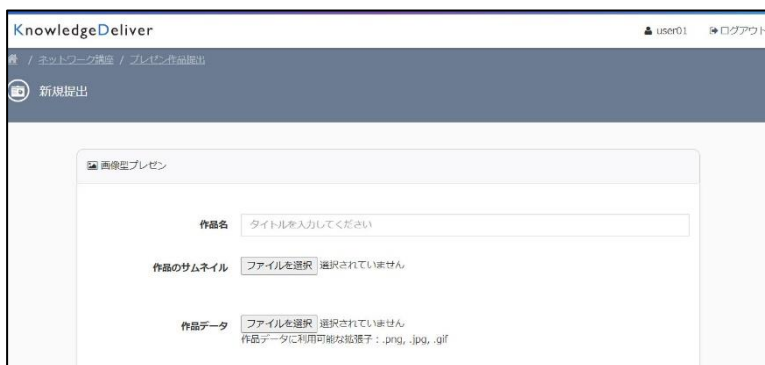 KnowledgeDeliver
user01 ログアウト
/ ネットワーク講座 / プレゼン作品提出
新規提出
画像型プレゼン
作品名 タイトルを入力してください
作品のサムネイル ファイルを選択 選択されていません
作品データ ファイルを選択 選択されていません
作品データに利用可能な拡張子：.png, .jpg, .gif